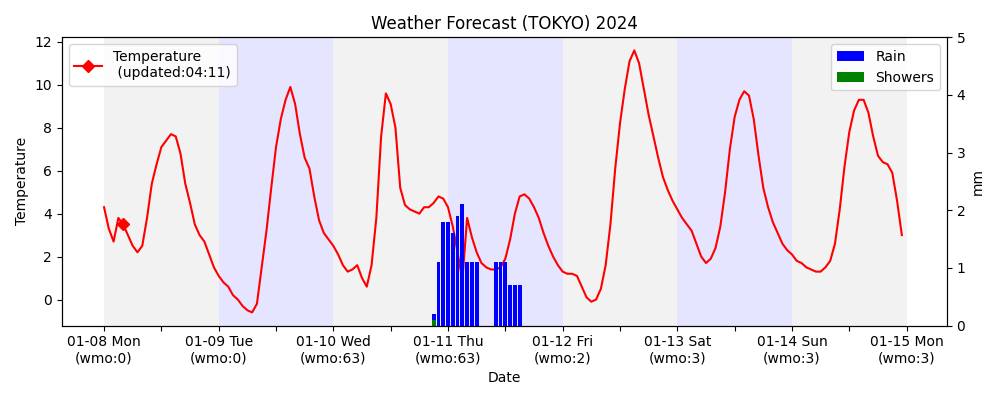 Weather Forecast (TOKYO) 2024
Temperature
(updated:04:11)
Rain
Showers
Temperature
12
10
8
6
4
2
0
5
4
3
2
1
0
mm
01-08 Mon
(wmo:0)
01-09 Tue
(wmo:0)
01-10 Wed
(wmo:63)
01-11 Thu
(wmo:63)
01-12 Fri
(wmo:2)
01-13 Sat
(wmo:3)
01-14 Sun
(wmo:3)
01-15 Mon
(wmo:3)
Date